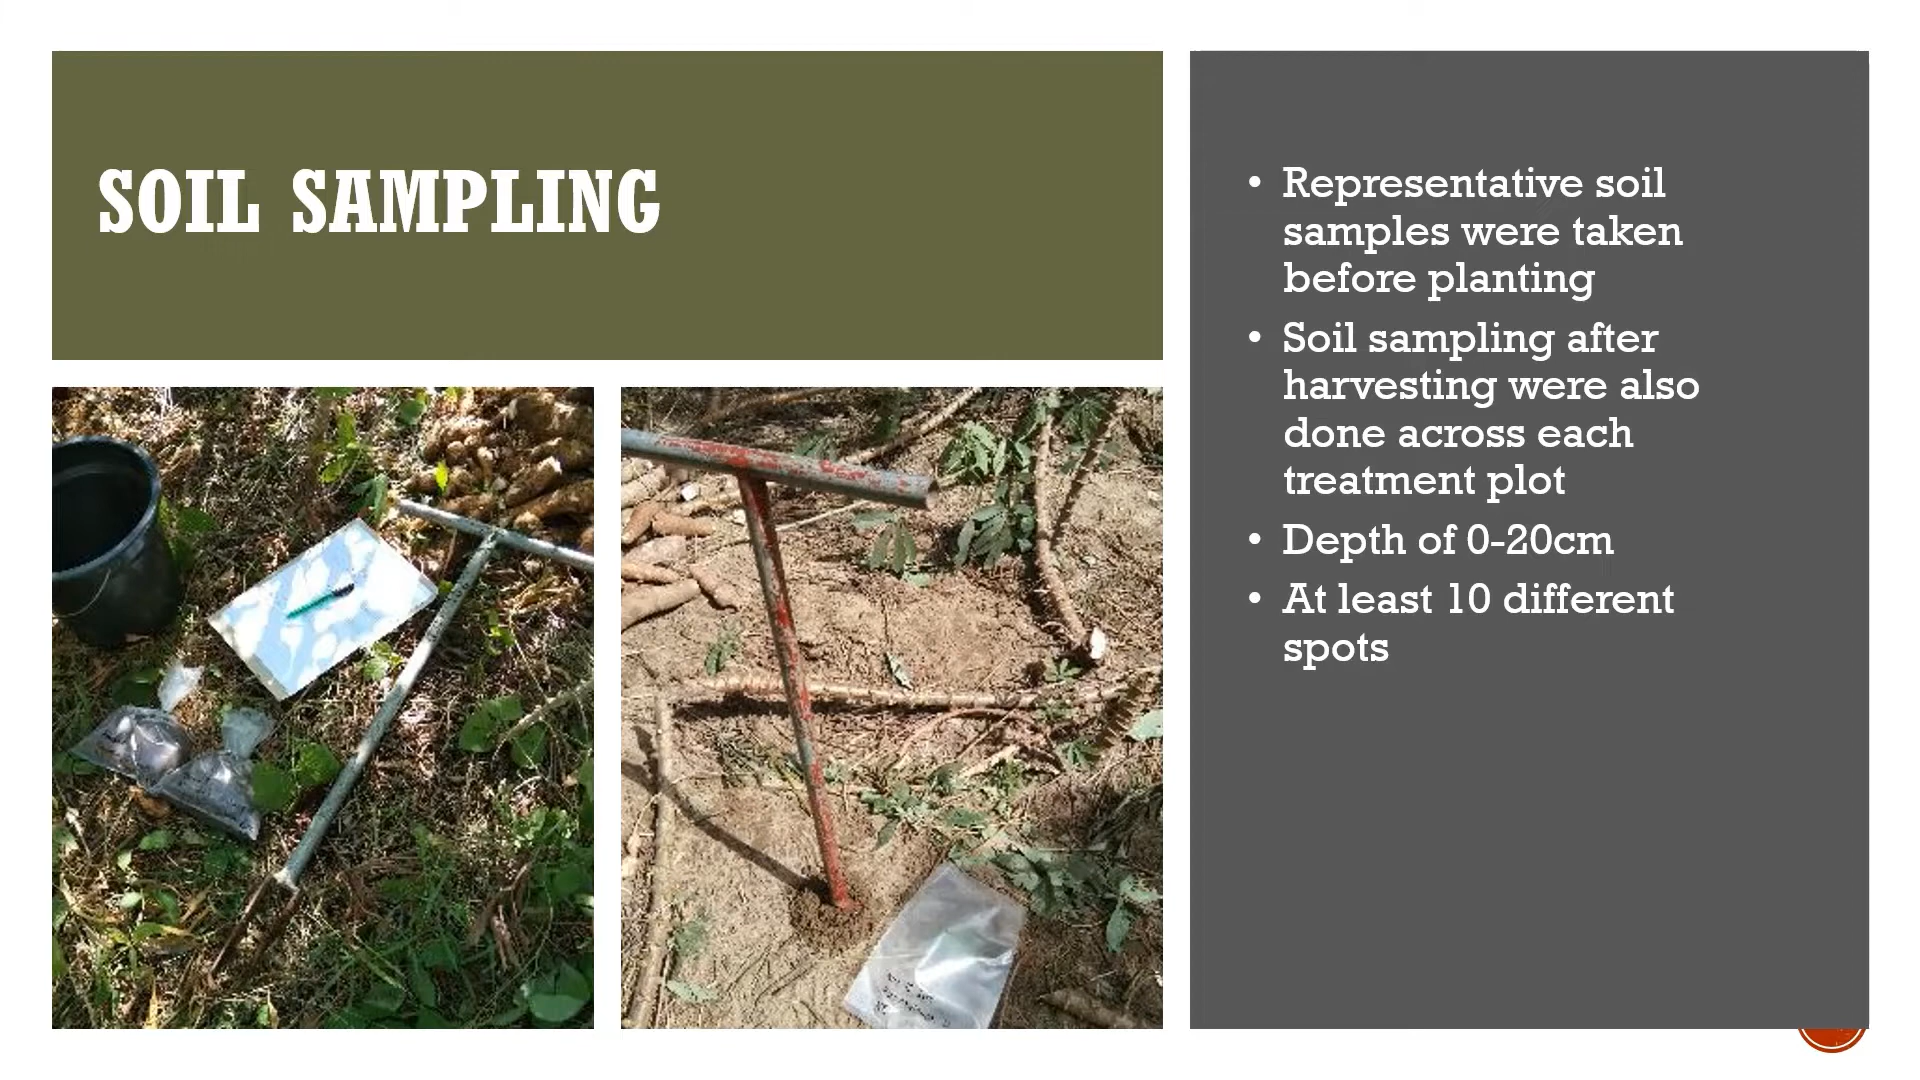 SOIL SAMPLING
• Representative soil
samples were taken
before planting
• Soil sampling after
harvesting were also
done across each
treatment plot
• Depth of 0-20cm
• At least 10 different
spots